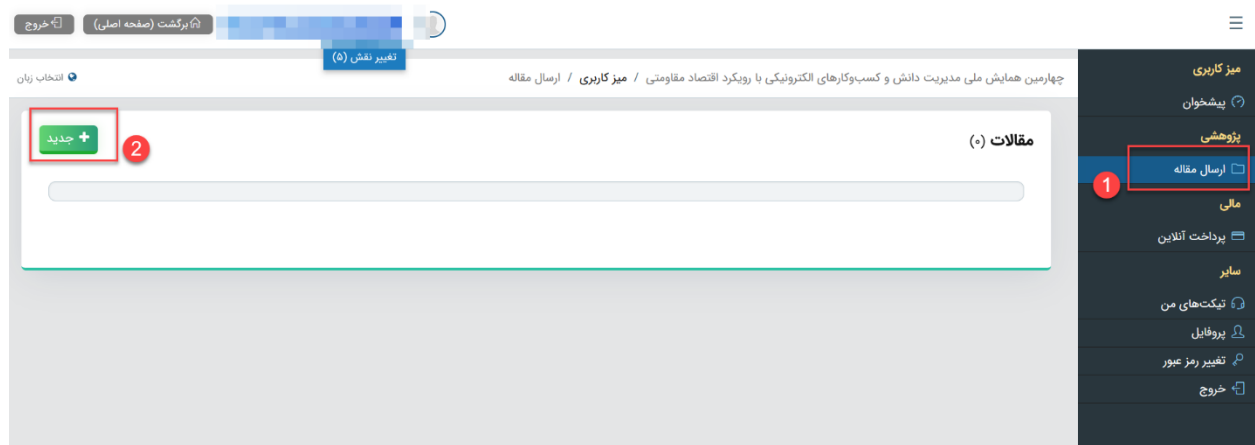 برگشت (صفحه اصلی)
خروج
تغییر نقش (۵)
چهارمین همایش ملی مدیریت دانش و کسب‌وکارهای الکترونیکی با رویکرد اقتصاد مقاومتی / میز کاربری / ارسال مقاله
انتخاب زبان
مقالات (۰)
+ جدید
2
میز کاربری
پیشخوان
پژوهشی
ارسال مقاله
1
مالی
پرداخت آنلاین
سایر
تیکت‌های من
پروفایل
تغییر رمز عبور
خروج